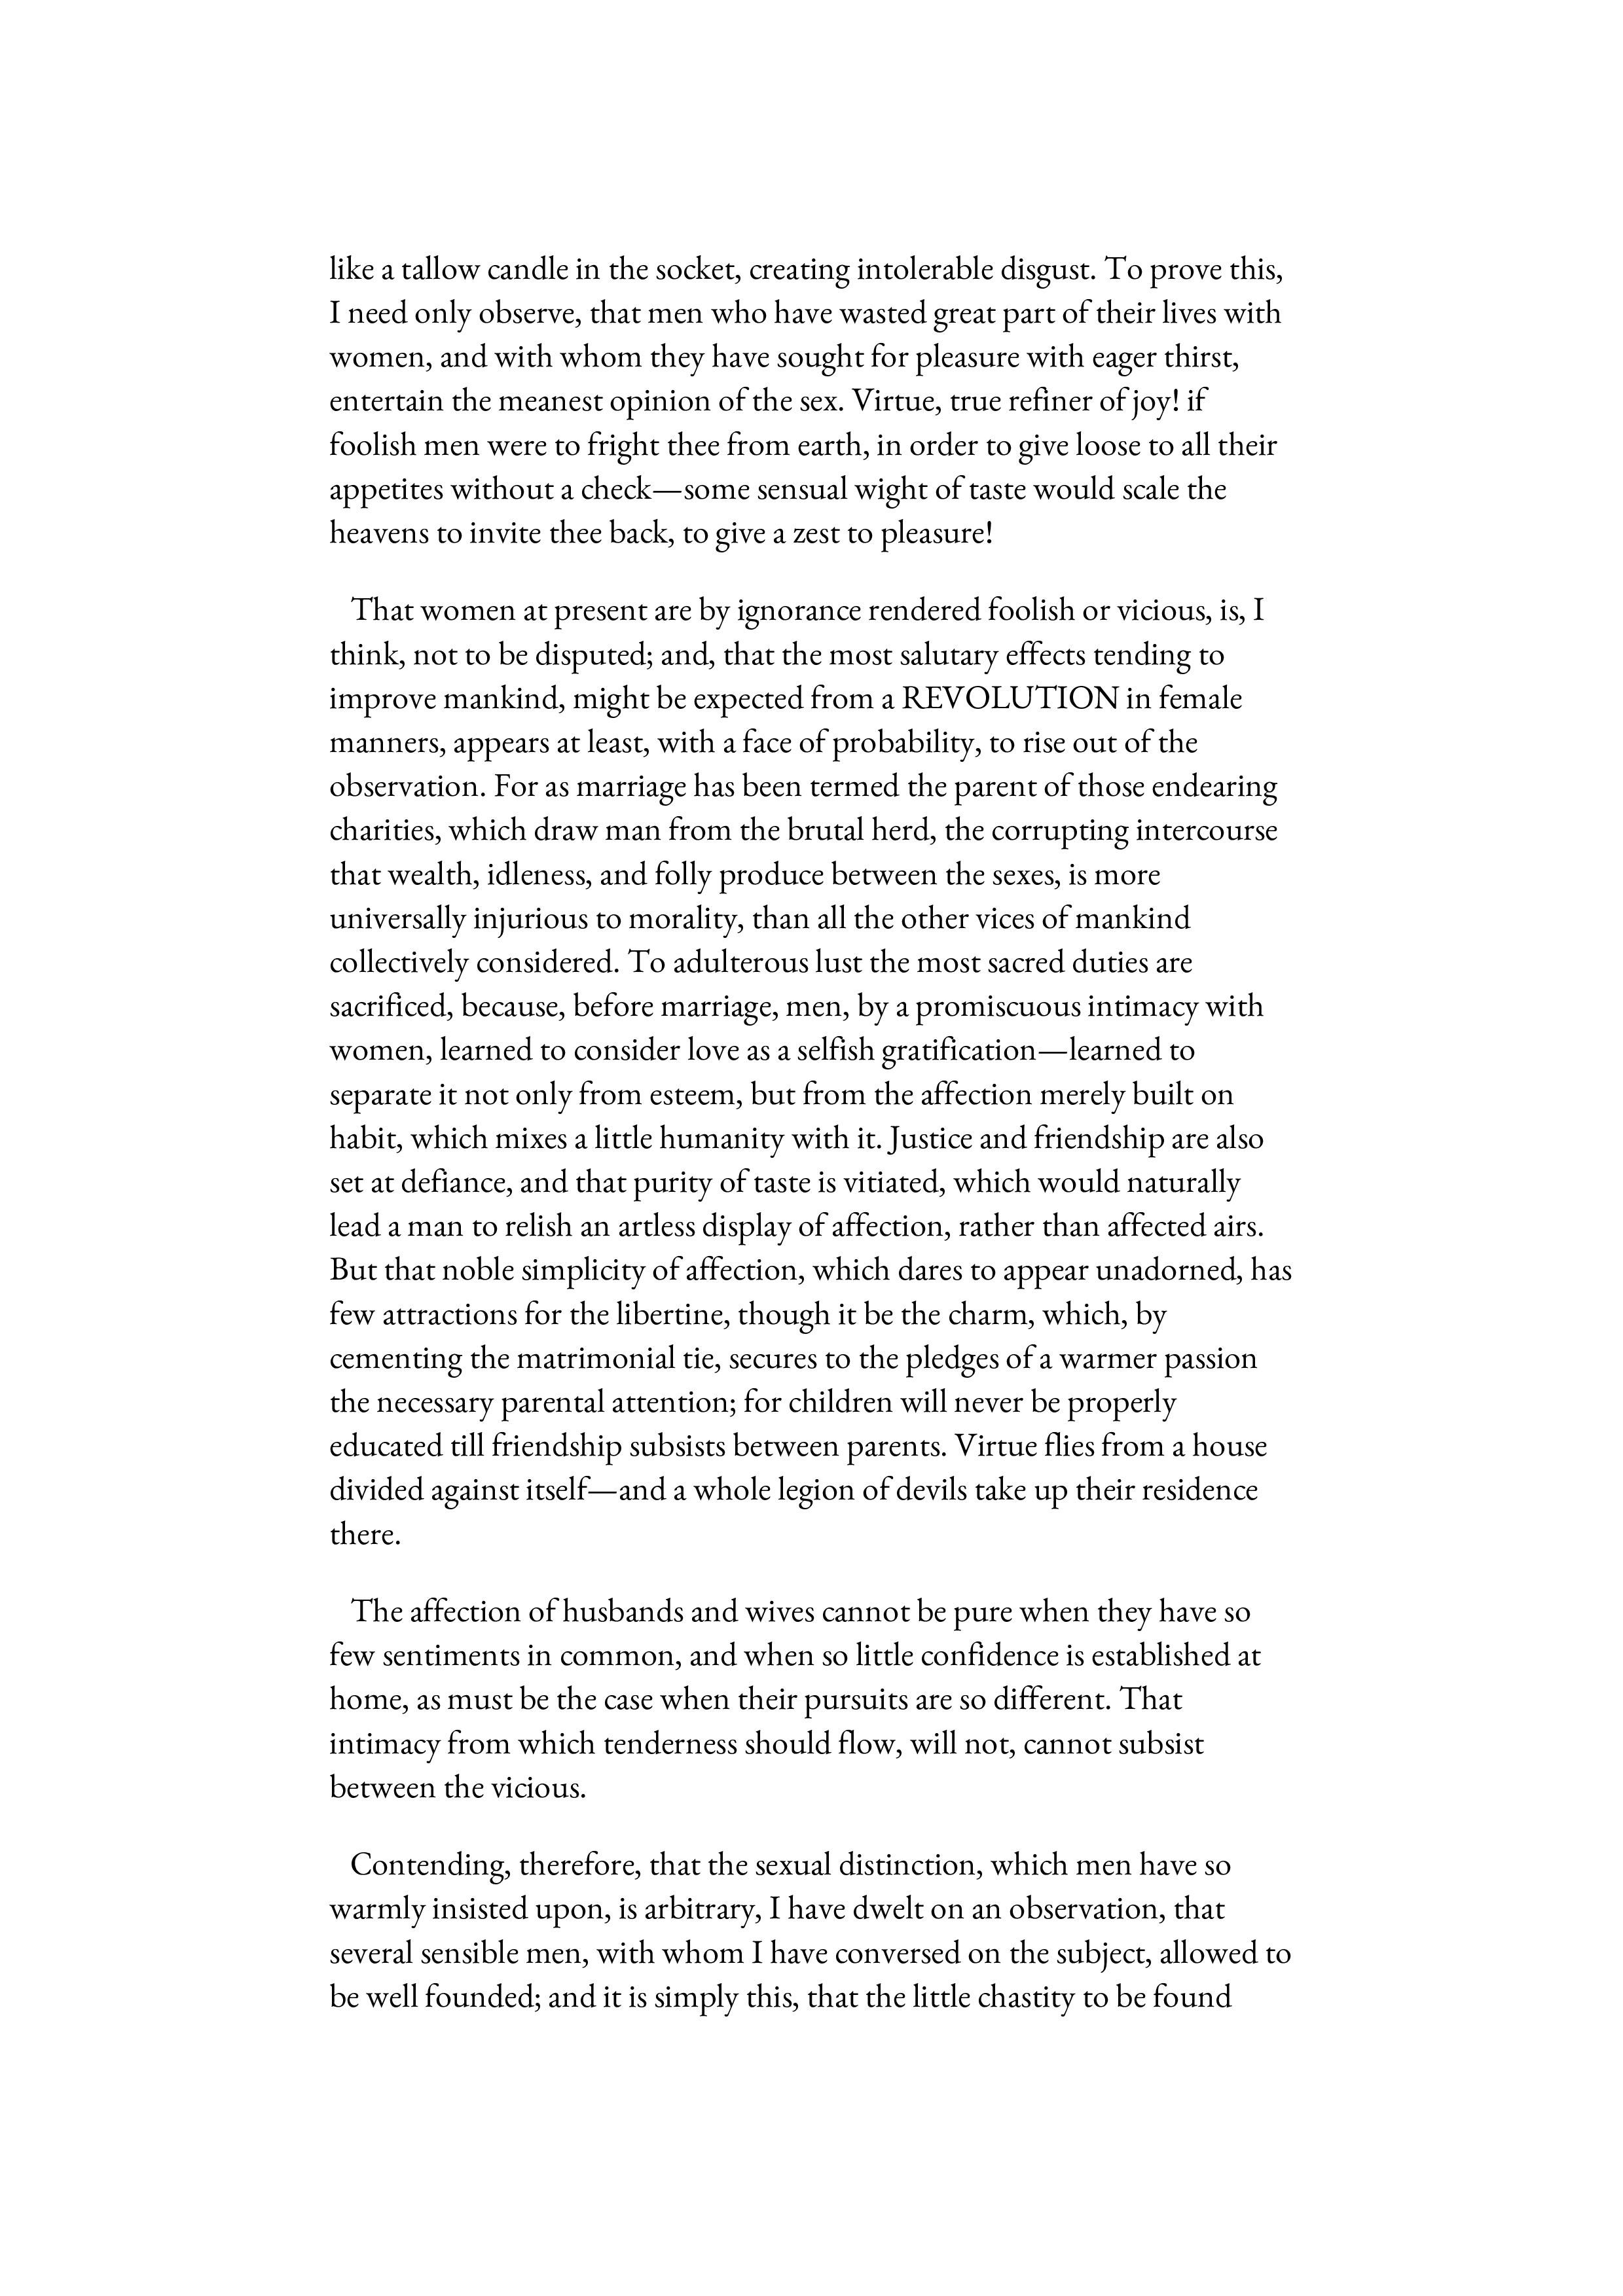 like a tallow candle in the socket, creating intolerable disgust. To prove this,
I need only observe, that men who have wasted great part of their lives with
women, and with whom they have sought for pleasure with eager thirst,
entertain the meanest opinion of the sex. Virtue, true refiner of joy! if
foolish men were to fright thee from earth, in order to give loose to all their
appetites without a check—some sensual wight of taste would scale the
heavens to invite thee back, to give a zest to pleasure!
That women at present are by ignorance rendered foolish or vicious, is, I
think, not to be disputed; and, that the most salutary effects tending to
improve mankind, might be expected from a REVOLUTION in female
manners, appears at least, with a face of probability, to rise out of the
observation. For as marriage has been termed the parent of those endearing
charities, which draw man from the brutal herd, the corrupting intercourse
that wealth, idleness, and folly produce between the sexes, is more
universally injurious to morality, than all the other vices of mankind
collectively considered. To adulterous lust the most sacred duties are
sacrificed, because, before marriage, men, by a promiscuous intimacy with
women, learned to consider love as a selfish gratification—learned to
separate it not only from esteem, but from the affection merely built on
habit, which mixes a little humanity with it. Justice and friendship are also
set at defiance, and that purity of taste is vitiated, which would naturally
lead a man to relish an artless display of affection, rather than affected airs.
But that noble simplicity of affection, which dares to appear unadorned, has
few attractions for the libertine, though it be the charm, which, by
cementing the matrimonial tie, secures to the pledges of a warmer passion
the necessary parental attention; for children will never be properly
educated till friendship subsists between parents. Virtue flies from a house
divided against itself—and a whole legion of devils take up their residence
there.
The affection of husbands and wives cannot be pure when they have so
few sentiments in common, and when so little confidence is established at
home, as must be the case when their pursuits are so different. That
intimacy from which tenderness should flow, will not, cannot subsist
between the vicious.
Contending, therefore, that the sexual distinction, which men have so
warmly insisted upon, is arbitrary, I have dwelt on an observation, that
several sensible men, with whom I have conversed on the subject, allowed to
be well founded; and it is simply this, that the little chastity to be found